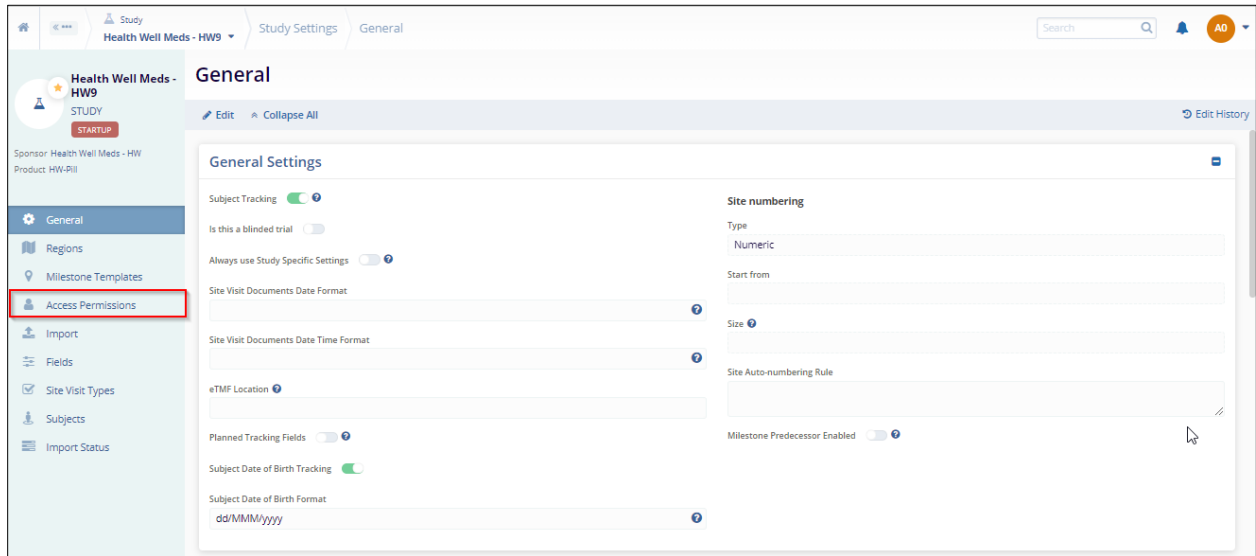 Study
Health Well Meds - HW9
Study Settings
General
Search
A0
Health Well Meds -
HW9
STUDY
STARTUP
Sponsor Health Well Meds - HW
Product HW-Pill
General
Regions
Milestone Templates
Access Permissions
Import
Fields
Site Visit Types
Subjects
Import Status
General
Edit
Collapse All
Edit History
General Settings
Subject Tracking
Is this a blinded trial
Always use Study Specific Settings
Site Visit Documents Date Format
Site Visit Documents Date Time Format
eTMF Location
Planned Tracking Fields
Subject Date of Birth Tracking
Subject Date of Birth Format
dd/MMM/yyyy
Site numbering
Type
Numeric
Start from
Size
Site Auto-numbering Rule
Milestone Predecessor Enabled